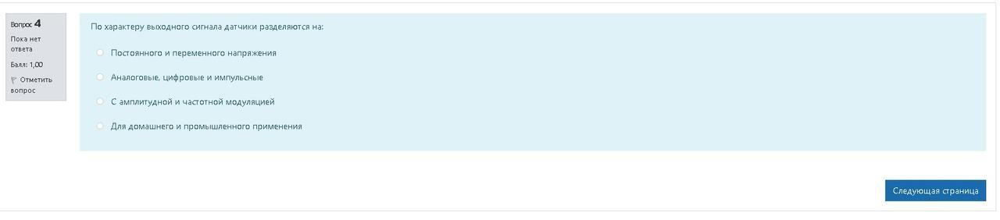 Вопрос 4
Пока нет
ответа
Балл: 1,00
Отметить
вопрос
По характеру выходного сигнала датчики разделяются на:
Постоянного и переменного напряжения
Аналоговые, цифровые и импульсные
С амплитудной и частотной модуляцией
Для домашнего и промышленного применения
Следующая страница